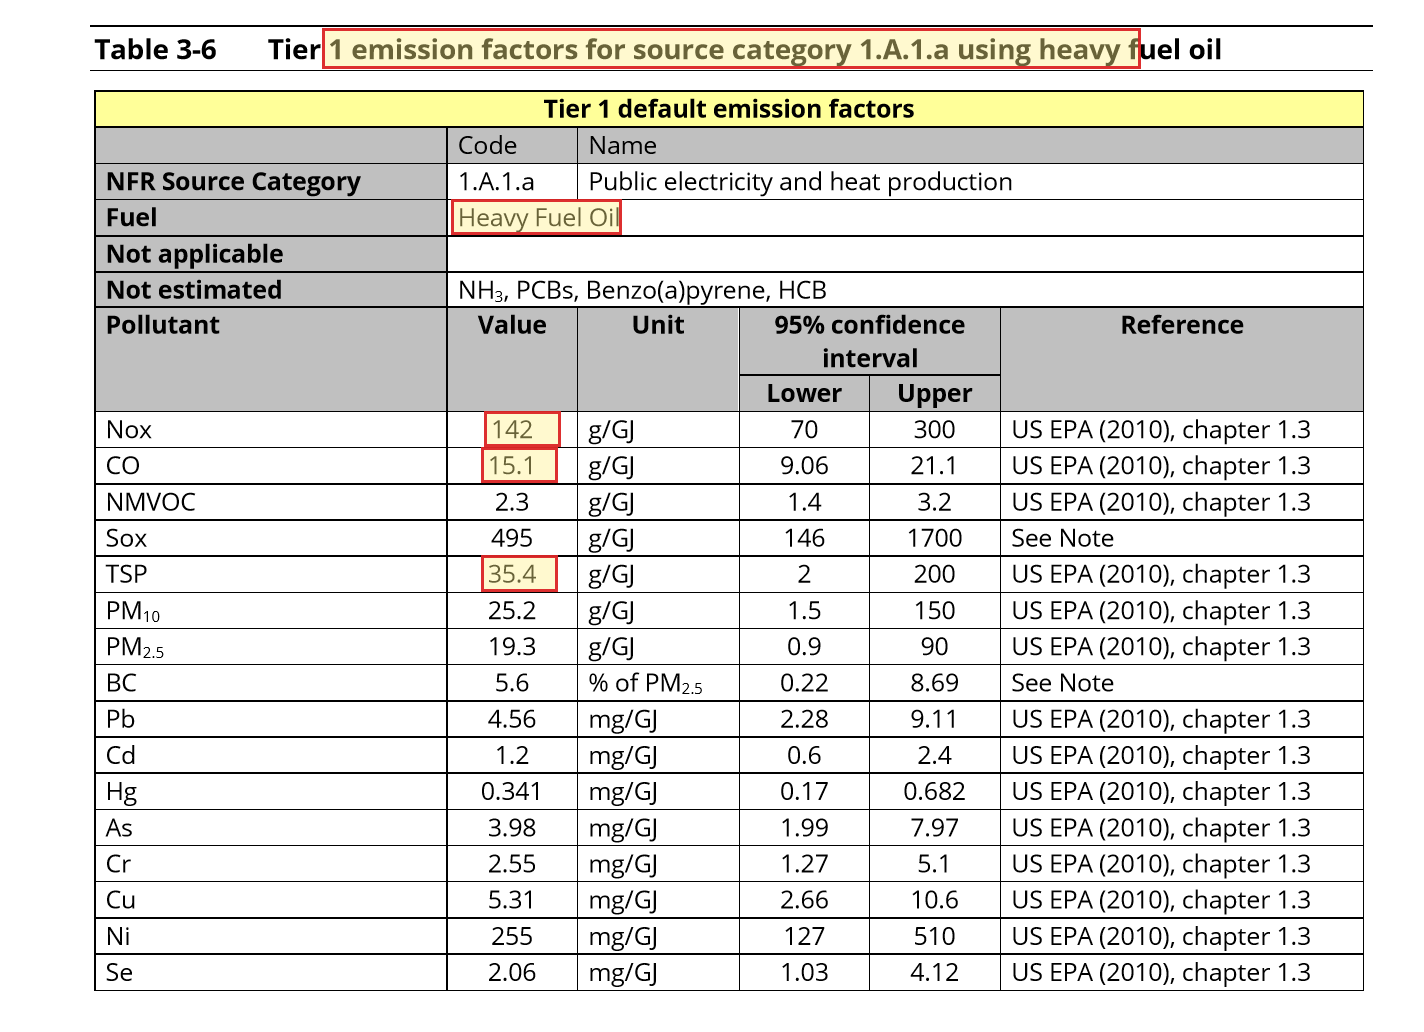 Table 3-6 Tier 1 emission factors for source category 1.A.1.a using heavy fuel oil
Tier 1 default emission factors
Code Name
NFR Source Category 1.A.1.a Public electricity and heat production
Fuel Heavy Fuel Oil
Not applicable
Not estimated NH₃, PCBs, Benzo(a)pyrene, HCB
Pollutant Value Unit 95% confidence interval Reference
Lower Upper
Nox 142 g/GJ 70 300 US EPA (2010), chapter 1.3
CO 15.1 g/GJ 9.06 21.1 US EPA (2010), chapter 1.3
NMVOC 2.3 g/GJ 1.4 3.2 US EPA (2010), chapter 1.3
Sox 495 g/GJ 146 1700 See Note
TSP 35.4 g/GJ 2 200 US EPA (2010), chapter 1.3
PM₁₀ 25.2 g/GJ 1.5 150 US EPA (2010), chapter 1.3
PM₂.₅ 19.3 g/GJ 0.9 90 US EPA (2010), chapter 1.3
BC 5.6 % of PM₂.₅ 0.22 8.69 See Note
Pb 4.56 mg/GJ 2.28 9.11 US EPA (2010), chapter 1.3
Cd 1.2 mg/GJ 0.6 2.4 US EPA (2010), chapter 1.3
Hg 0.341 mg/GJ 0.17 0.682 US EPA (2010), chapter 1.3
As 3.98 mg/GJ 1.99 7.97 US EPA (2010), chapter 1.3
Cr 2.55 mg/GJ 1.27 5.1 US EPA (2010), chapter 1.3
Cu 5.31 mg/GJ 2.66 10.6 US EPA (2010), chapter 1.3
Ni 255 mg/GJ 127 510 US EPA (2010), chapter 1.3
Se 2.06 mg/GJ 1.03 4.12 US EPA (2010), chapter 1.3